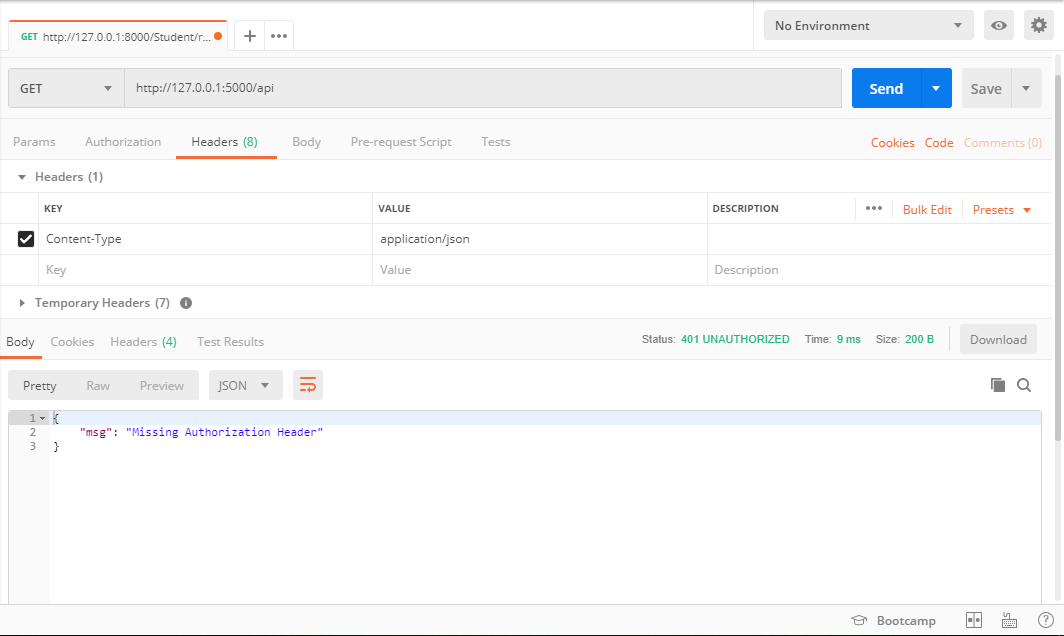 GET http://127.0.0.1:8000/Student/r...
No Environment
GET http://127.0.0.1:5000/api Send Save
Params Authorization Headers (8) Body Pre-request Script Tests Cookies Code Comments (0)
Headers (1)
KEY VALUE DESCRIPTION ••• Bulk Edit Presets
Content-Type application/json
Key Value Description
Temporary Headers (7)
Body Cookies Headers (4) Test Results Status: 401 UNAUTHORIZED Time: 9 ms Size: 200 B Download
Pretty Raw Preview JSON
1 {
2 "msg": "Missing Authorization Header"
3 }
Bootcamp